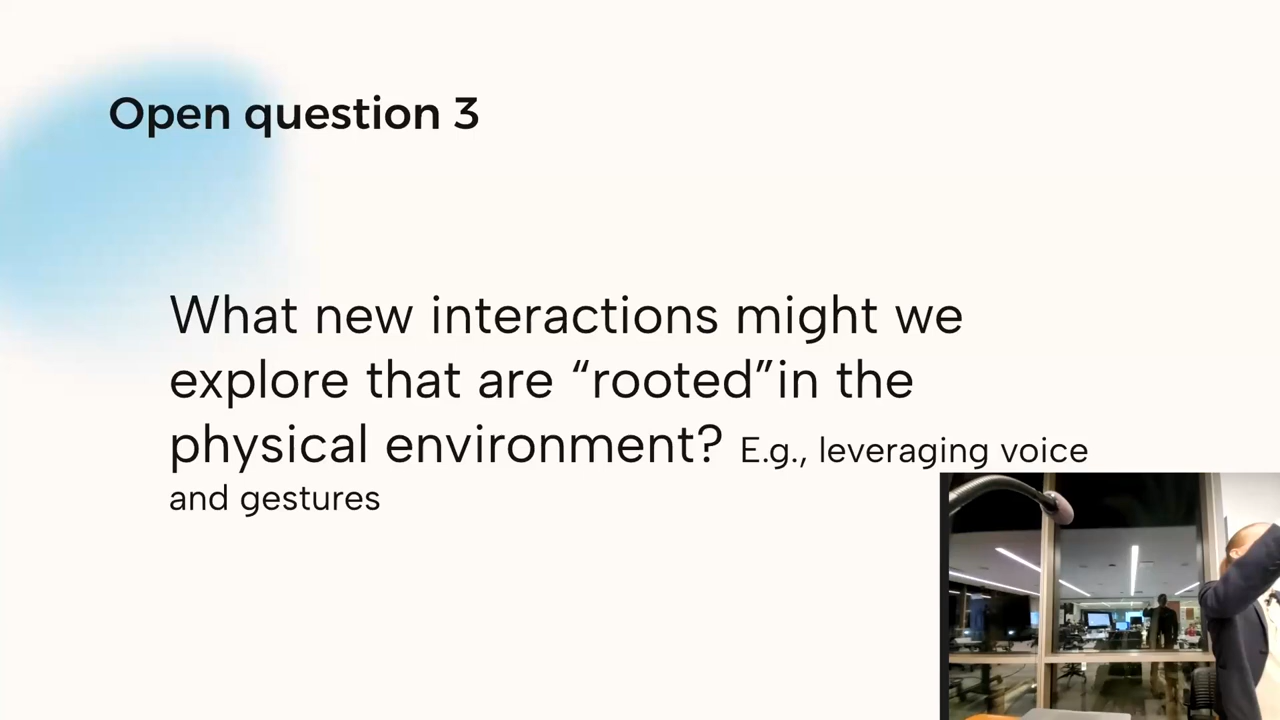 Open question 3
What new interactions might we
explore that are “rooted”in the
physical environment? E.g., leveraging voice
and gestures